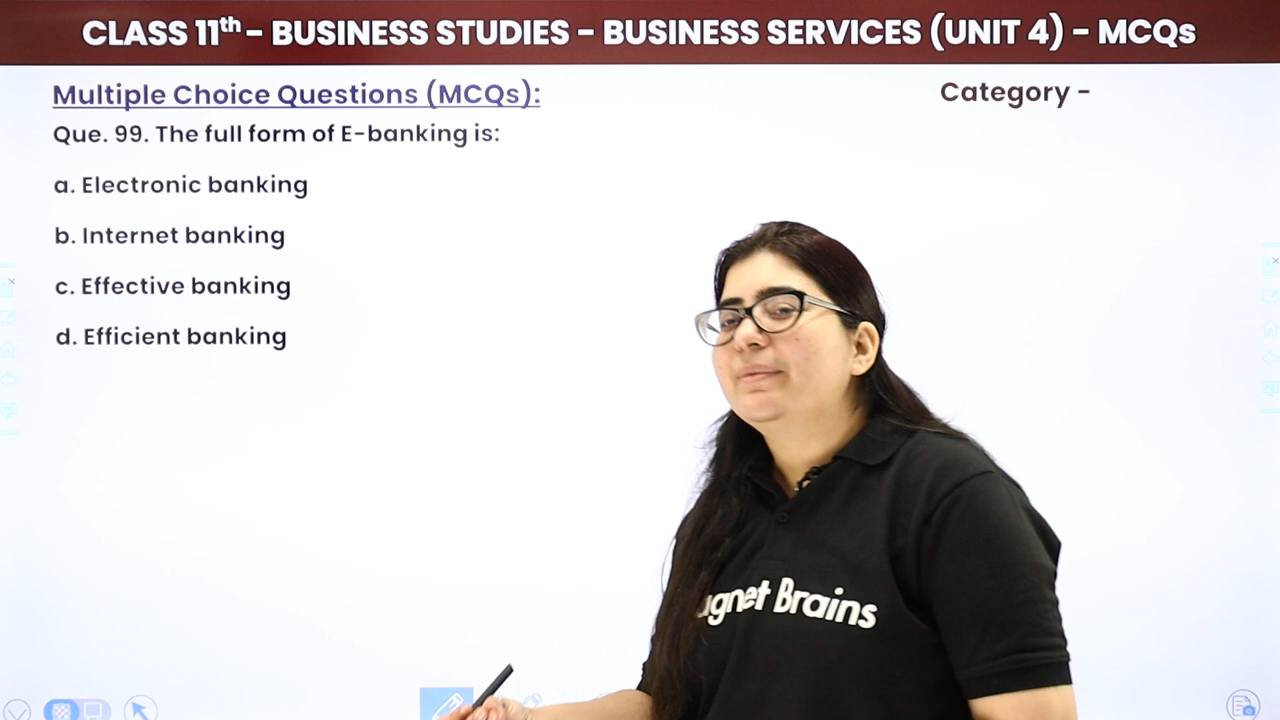 CLASS 11th - BUSINESS STUDIES - BUSINESS SERVICES (UNIT 4) - MCQs
Multiple Choice Questions (MCQs):
Category -
Que. 99. The full form of E-banking is:
a. Electronic banking
b. Internet banking
c. Effective banking
d. Efficient banking
agnet Brains